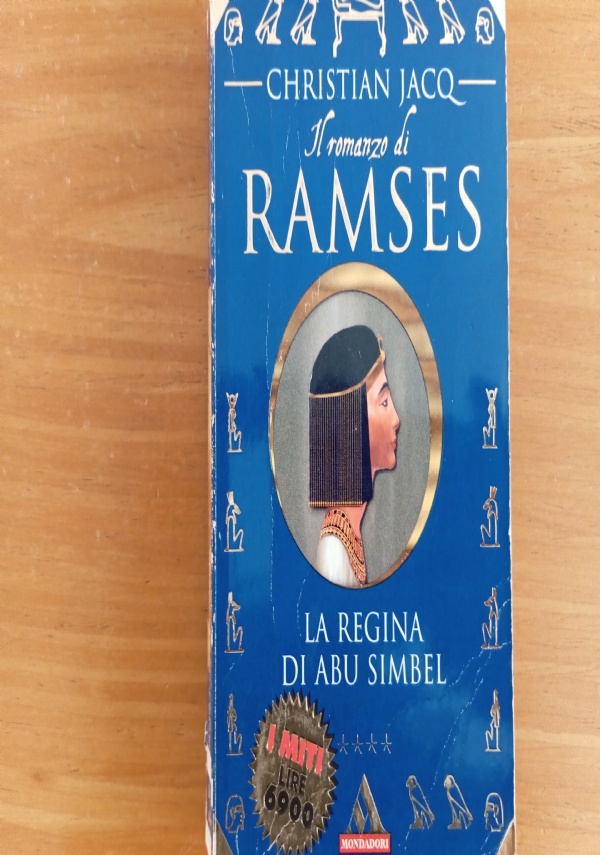 CHRISTIAN JACQ
Il romanzo di
RAMSES
LA REGINA
DI ABU SIMBEL
I MITI
LIRE
6900
MONDADORI